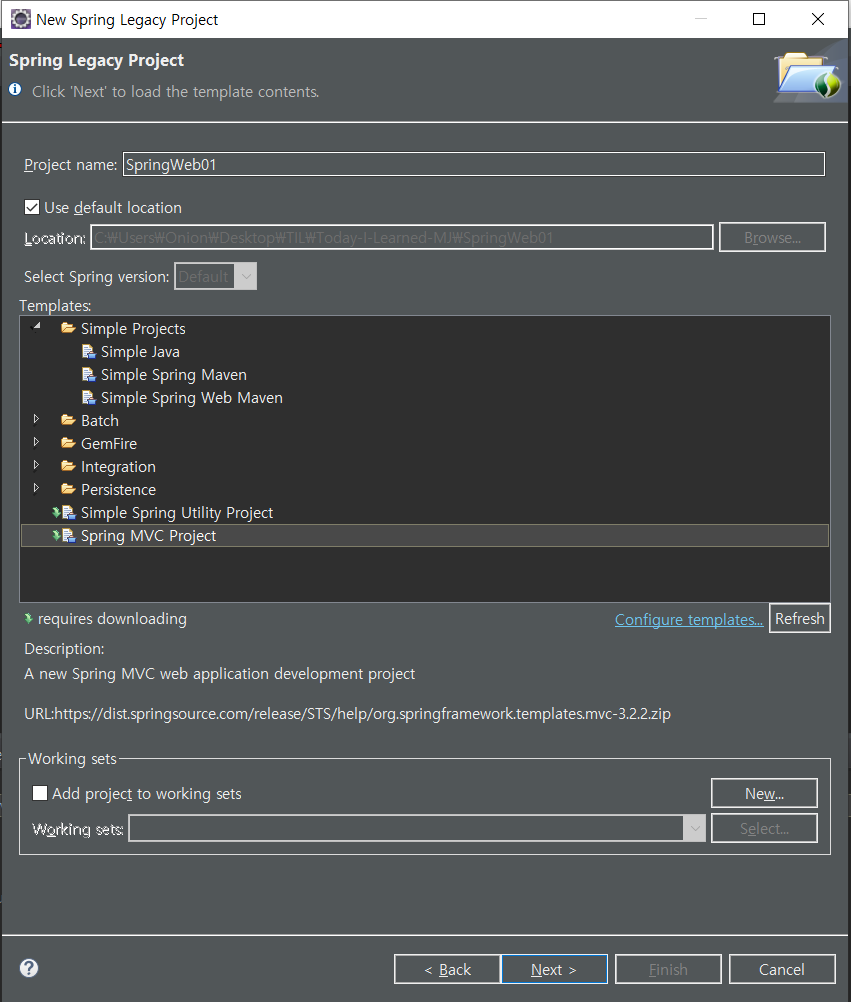 New Spring Legacy Project
Spring Legacy Project
Click 'Next' to load the template contents.
Project name: SpringWeb01
Use default location
Location: C:₩Users₩Onion₩Desktop₩TIL₩Today-I-Learned-MJ₩SpringWeb01 Browse...
Select Spring version: Default
Templates:
Simple Projects
Simple Java
Simple Spring Maven
Simple Spring Web Maven
Batch
GemFire
Integration
Persistence
Simple Spring Utility Project
Spring MVC Project
requires downloading Configure templates... Refresh
Description:
A new Spring MVC web application development project
URL:https://dist.springsource.com/release/STS/help/org.springframework.templates.mvc-3.2.2.zip
Working sets
Add project to working sets New...
Working sets: Select...
? < Back Next > Finish Cancel